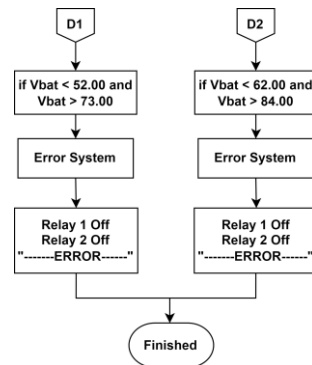 D1
D2
if Vbat < 52.00 and
Vbat > 73.00
if Vbat < 62.00 and
Vbat > 84.00
Error System
Error System
Relay 1 Off
Relay 2 Off
"-------ERROR------"
Relay 1 Off
Relay 2 Off
"-------ERROR------"
Finished